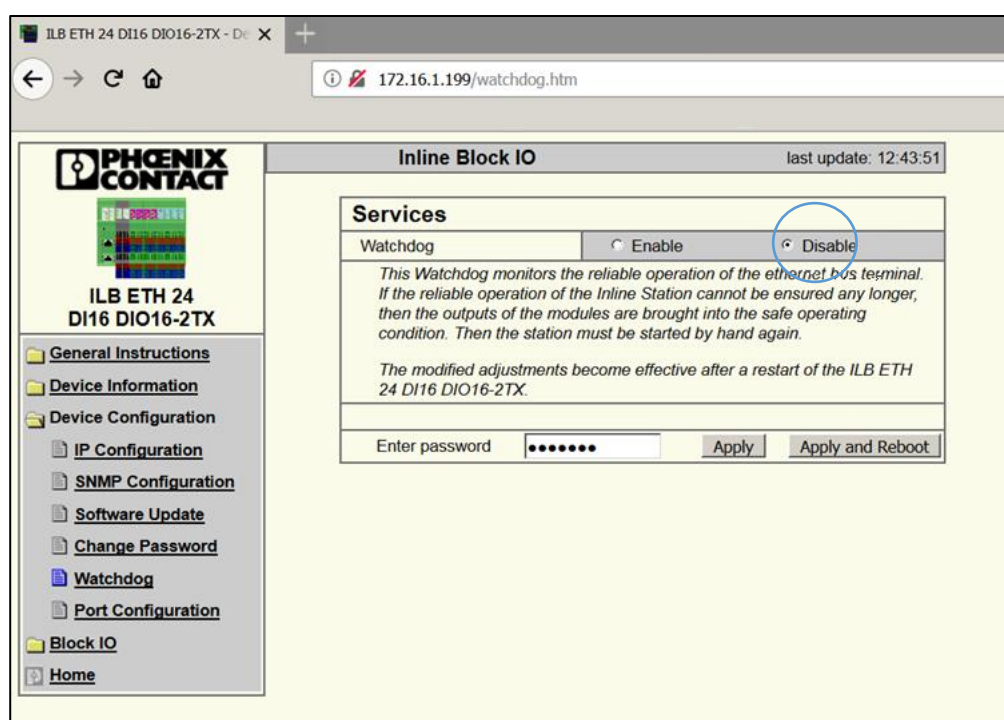 ILB ETH 24 DI16 DIO16-2TX - De
172.16.1.199/watchdog.htm
PHŒNIX
CONTACT
ILB ETH 24
DI16 DIO16-2TX
General Instructions
Device Information
Device Configuration
IP Configuration
SNMP Configuration
Software Update
Change Password
Watchdog
Port Configuration
Block IO
Home
Inline Block IO last update: 12:43:51
Services
Watchdog Enable Disable
This Watchdog monitors the reliable operation of the ethernet bus terminal.
If the reliable operation of the Inline Station cannot be ensured any longer,
then the outputs of the modules are brought into the safe operating
condition. Then the station must be started by hand again.
The modified adjustments become effective after a restart of the ILB ETH
24 DI16 DIO16-2TX.
Enter password ●●●●●●● Apply Apply and Reboot